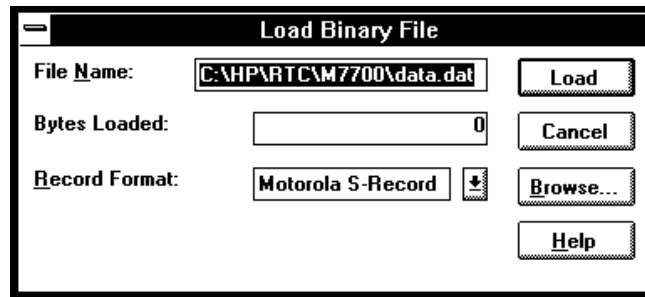 Load Binary File
File Name: C:\HP\RTC\M7700\data.dat Load
Bytes Loaded: 0 Cancel
Record Format: Motorola S-Record Browse...
Help